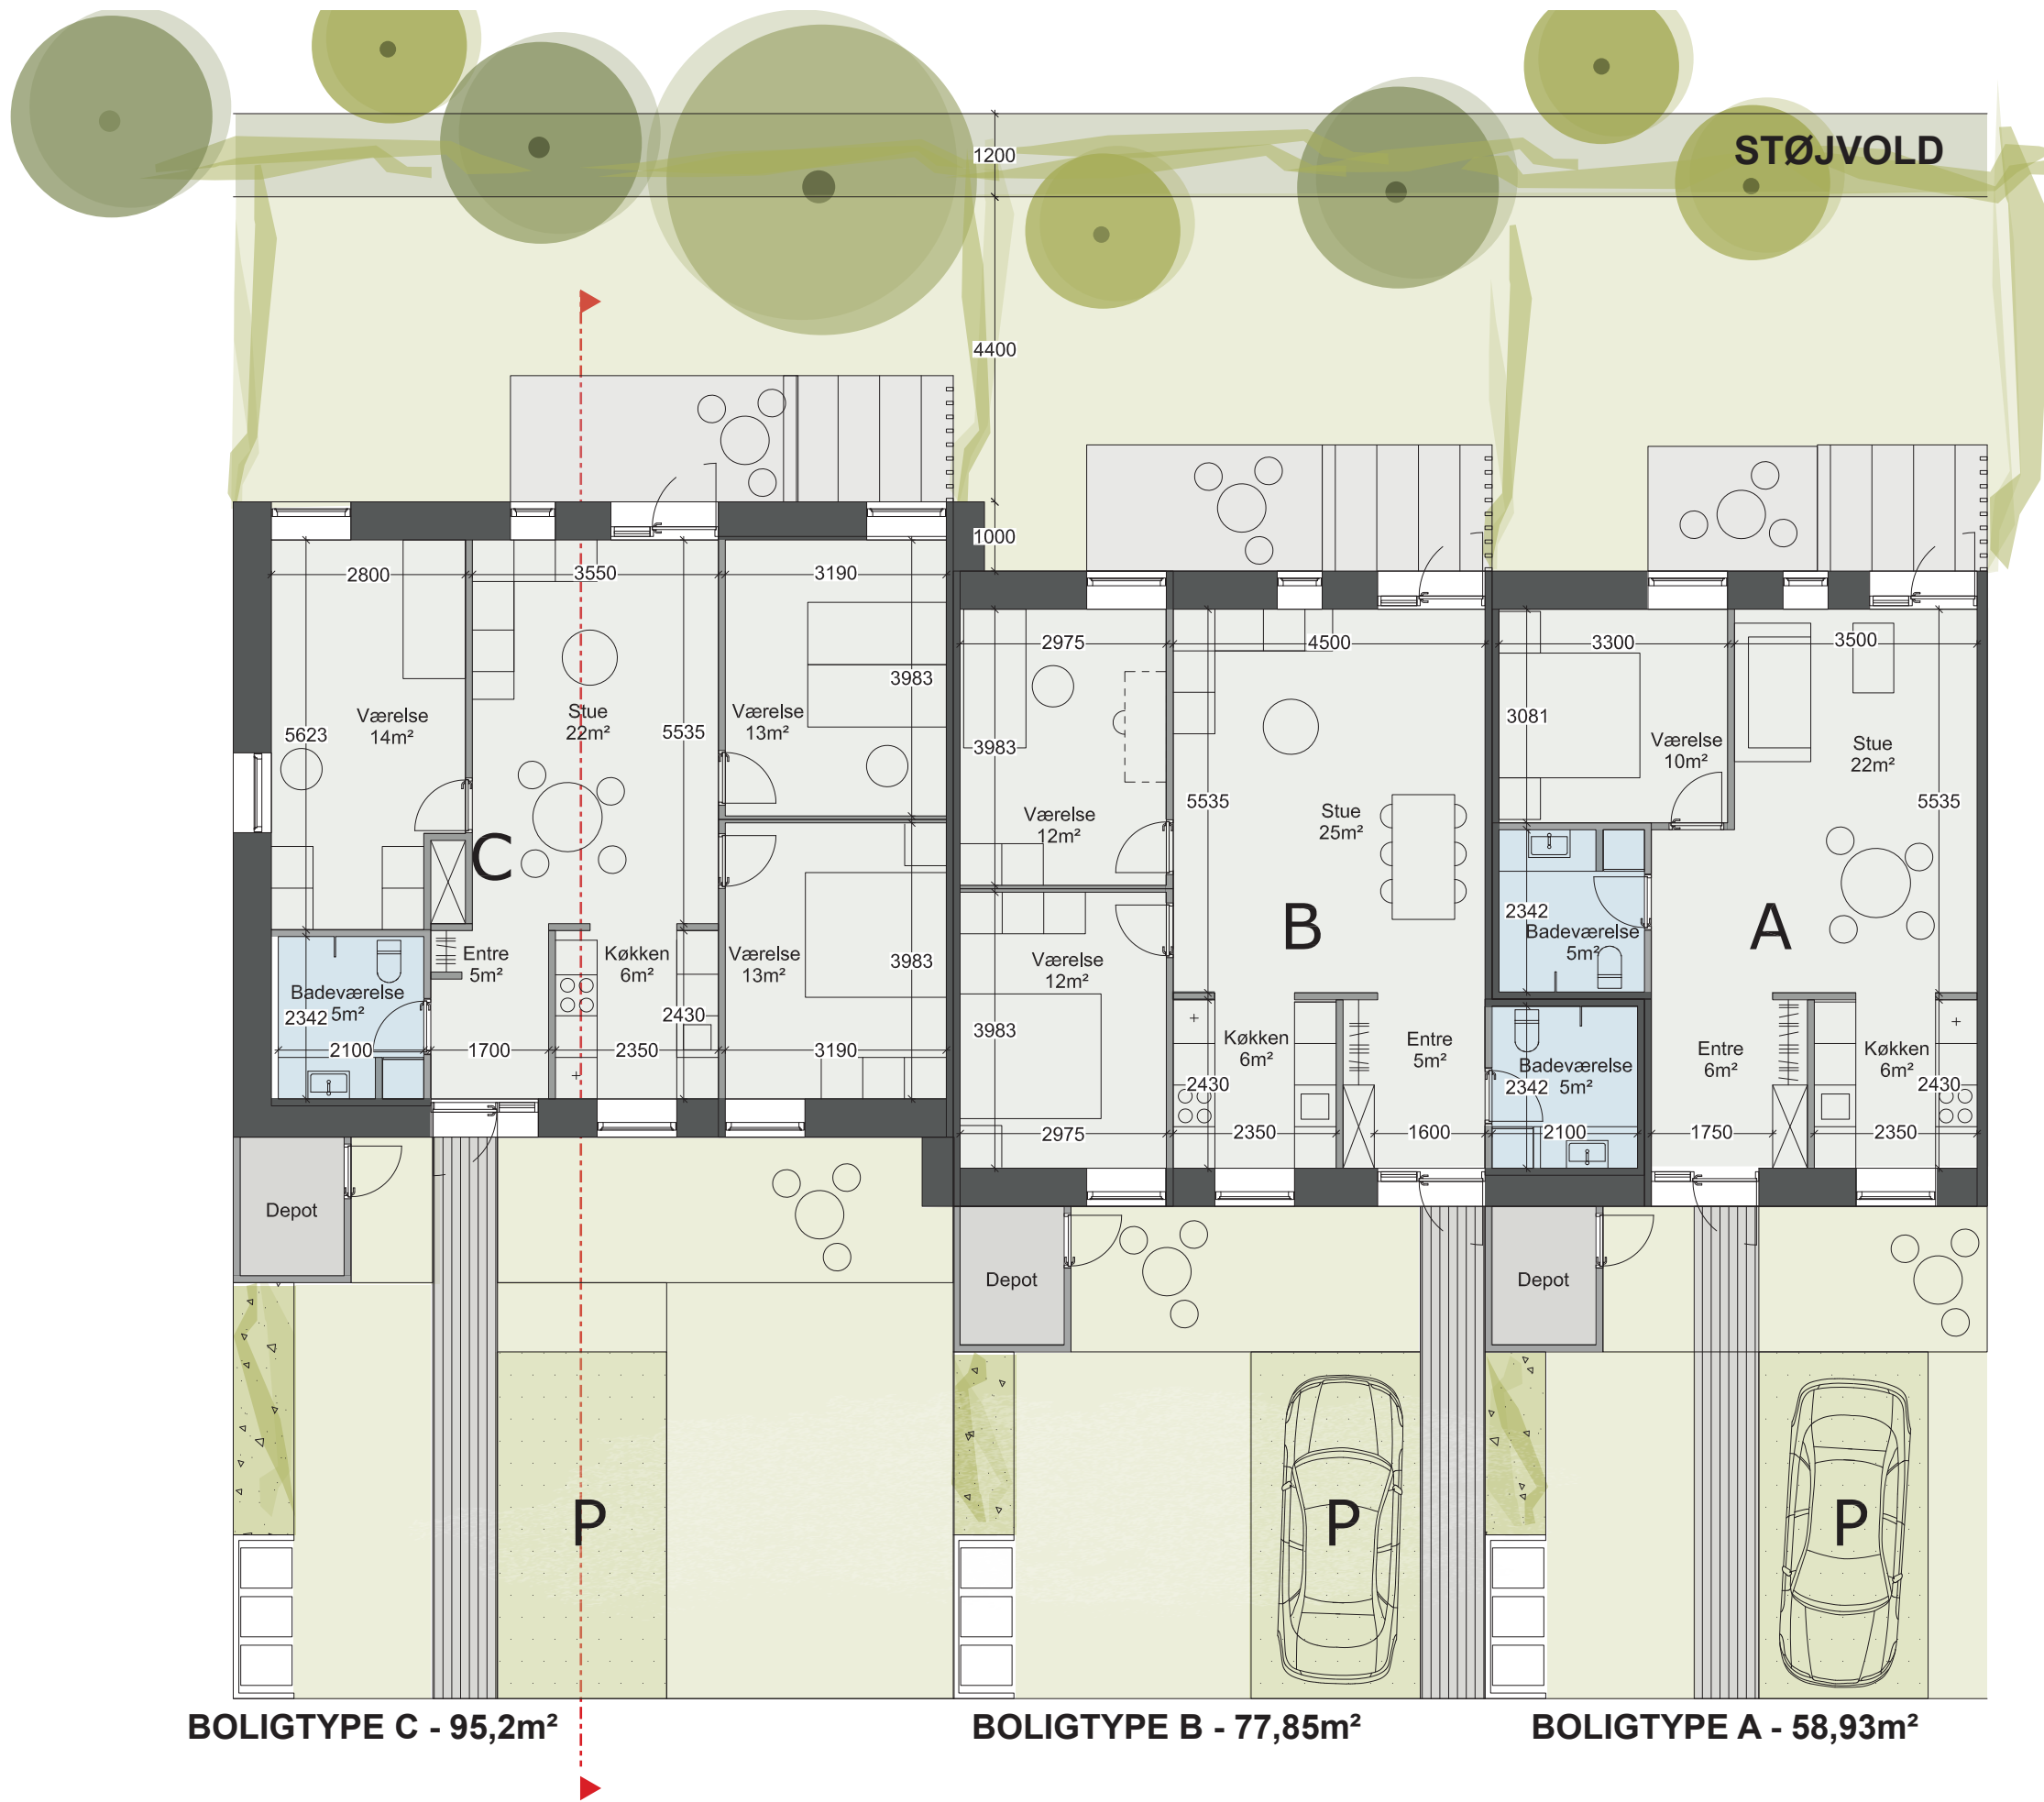 STØJVOLD
1200
4400
1000
2800
3550
3190
5623
Værelse
14m²
Stue
22m²
5535
Værelse
13m²
3983
C
Entre
5m²
Køkken
6m²
Værelse
13m²
3983
Badeværelse
5m²
2342
2430
2100
1700
2350
3190
Depot
P
2975
4500
3983
Værelse
12m²
5535
Stue
25m²
B
Værelse
12m²
3983
Køkken
6m²
2430
Entre
5m²
Badeværelse
5m²
2342
2975
2350
1600
2100
Depot
P
3300
3500
3081
Værelse
10m²
Stue
22m²
5535
2342
Badeværelse
5m²
A
Entre
6m²
Køkken
6m²
2430
1750
2350
Depot
P
BOLIGTYPE C - 95,2m²
BOLIGTYPE B - 77,85m²
BOLIGTYPE A - 58,93m²